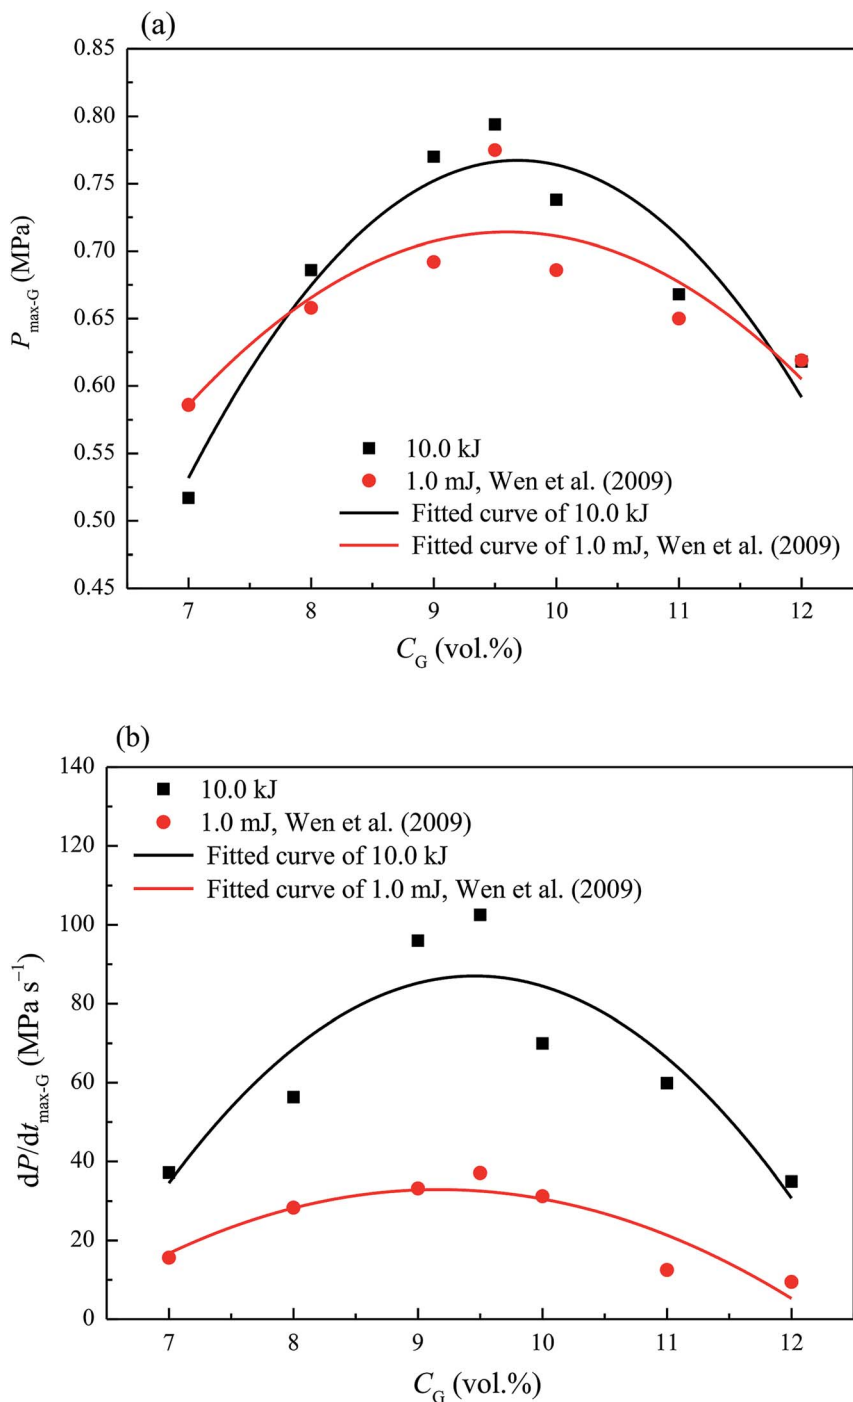 (a)
0.85
0.80
0.75
0.70
0.65
0.60
0.55
0.50
0.45
P_max-G (MPa)
10.0 kJ
1.0 mJ, Wen et al. (2009)
Fitted curve of 10.0 kJ
Fitted curve of 1.0 mJ, Wen et al. (2009)
7 8 9 10 11 12
C_G (vol.%)
(b)
140
120
100
80
60
40
20
0
dP/dt_max-G (MPa s⁻¹)
10.0 kJ
1.0 mJ, Wen et al. (2009)
Fitted curve of 10.0 kJ
Fitted curve of 1.0 mJ, Wen et al. (2009)
7 8 9 10 11 12
C_G (vol.%)